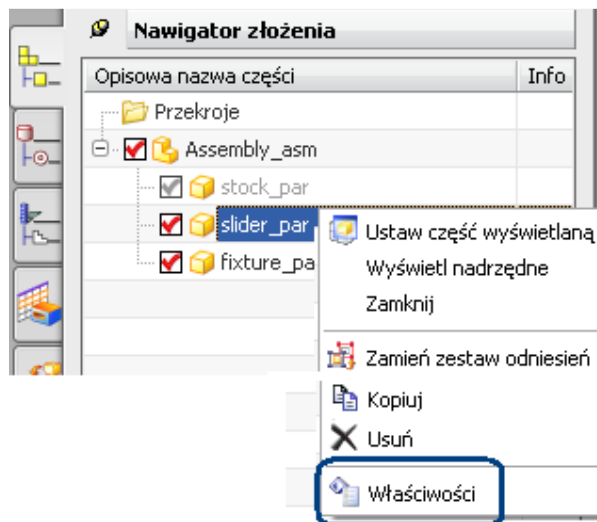 Nawigator złożenia
Opisowa nazwa części Info
Przekroje
Assembly_asm
stock_par
slider_par
fixture_pa
Ustaw część wyświetlaną
Wyświetl nadrzędne
Zamknij
Zamień zestaw odniesień
Kopiuj
Usuń
Właściwości